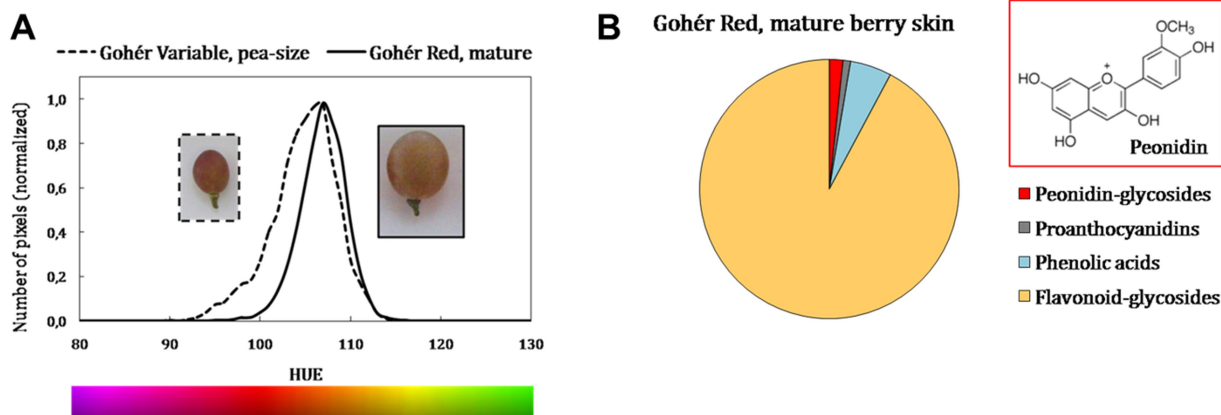 A
Gohér Variable, pea-size
Gohér Red, mature
Number of pixels (normalized)
1,0
0,8
0,6
0,4
0,2
0,0
80 90 100 110 120 130
HUE
B
Gohér Red, mature berry skin
OCH₃
OH
HO
O
+
OH
HO
Peonidin
Peonidin-glycosides
Proanthocyanidins
Phenolic acids
Flavonoid-glycosides